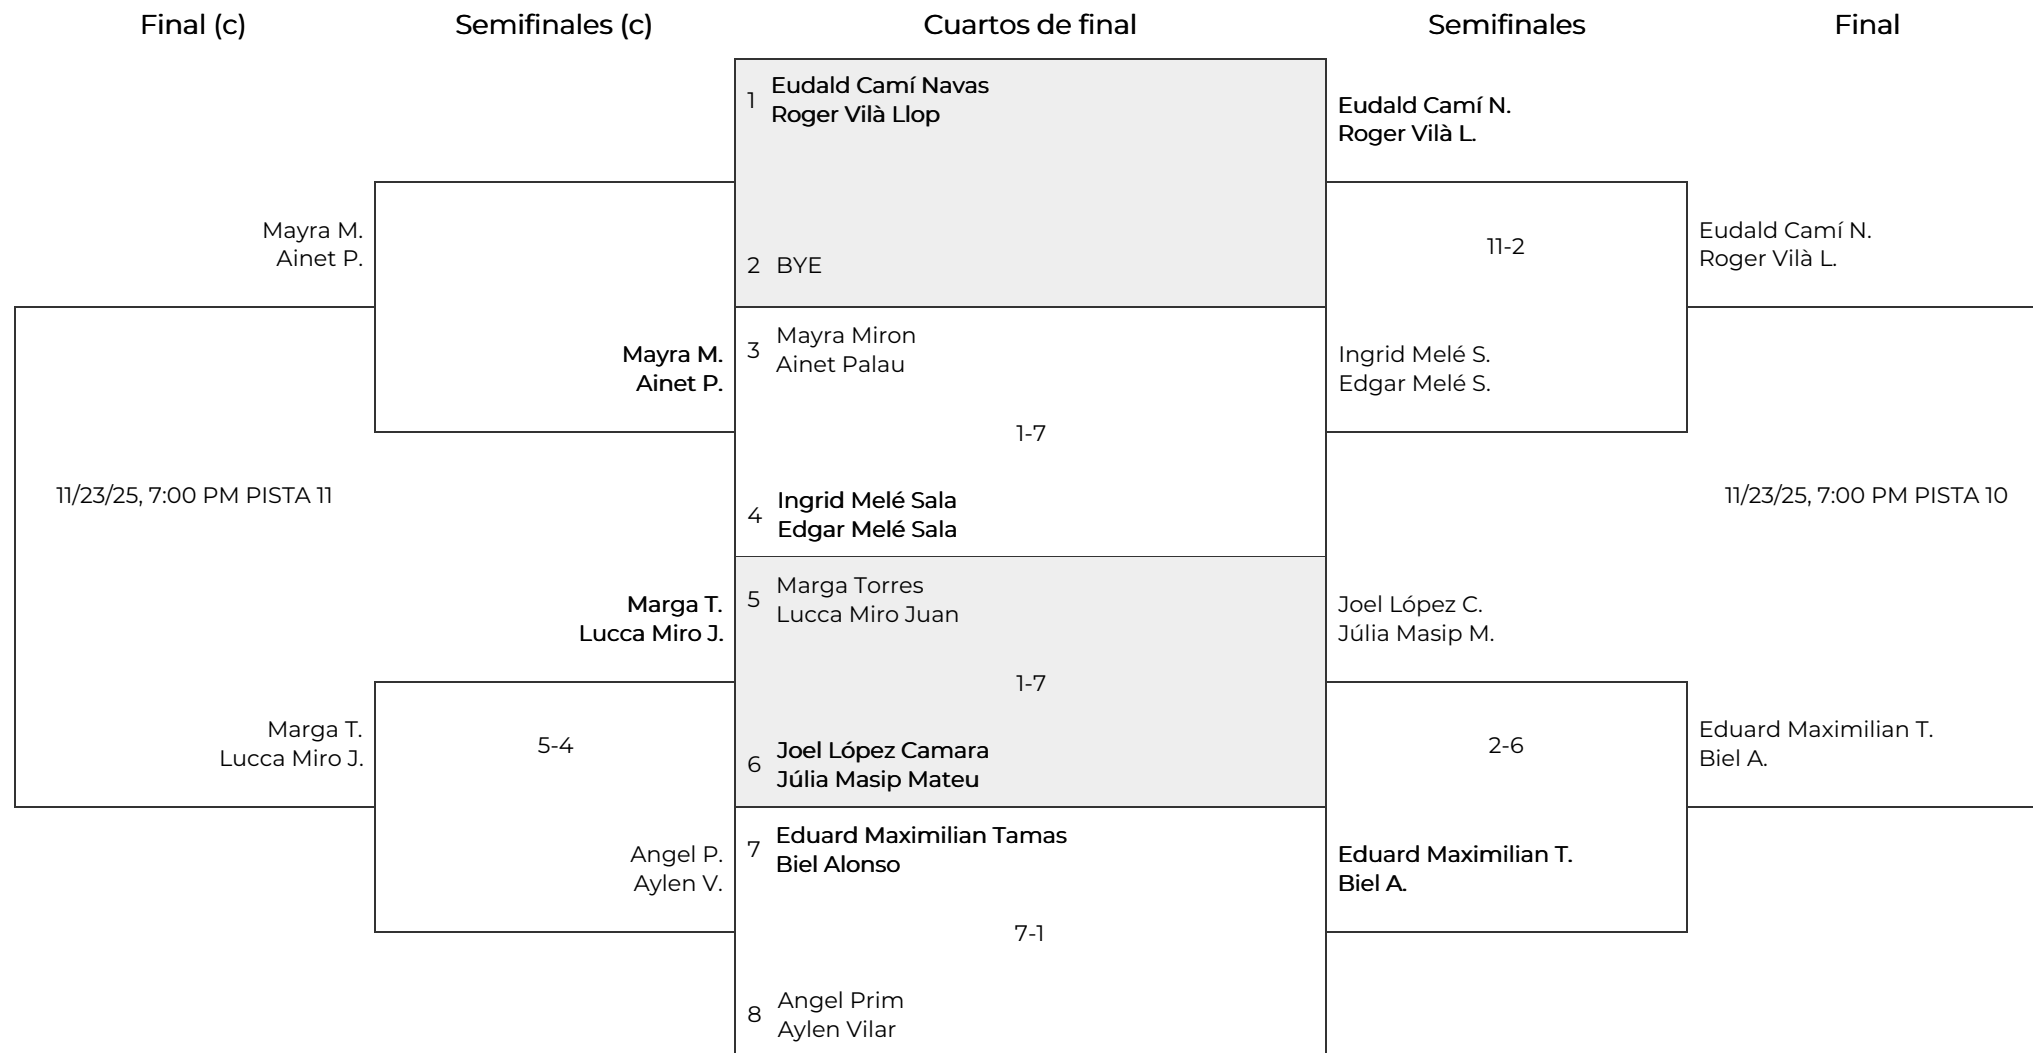 Final (c)
Semifinales (c)
Cuartos de final
Semifinales
Final
Mayra M.
Ainet P.
11/23/25, 7:00 PM PISTA 11
Marga T.
Lucca Miro J.
Mayra M.
Ainet P.
Marga T.
Lucca Miro J.
5-4
Angel P.
Aylen V.
1 Eudald Camí Navas
Roger Vilà Llop
2 BYE
3 Mayra Miron
Ainet Palau
1-7
4 Ingrid Melé Sala
Edgar Melé Sala
5 Marga Torres
Lucca Miro Juan
1-7
6 Joel López Camara
Júlia Masip Mateu
7 Eduard Maximilian Tamas
Biel Alonso
7-1
8 Angel Prim
Aylen Vilar
Eudald Camí N.
Roger Vilà L.
11-2
Ingrid Melé S.
Edgar Melé S.
Joel López C.
Júlia Masip M.
2-6
Eduard Maximilian T.
Biel A.
Eudald Camí N.
Roger Vilà L.
11/23/25, 7:00 PM PISTA 10
Eduard Maximilian T.
Biel A.